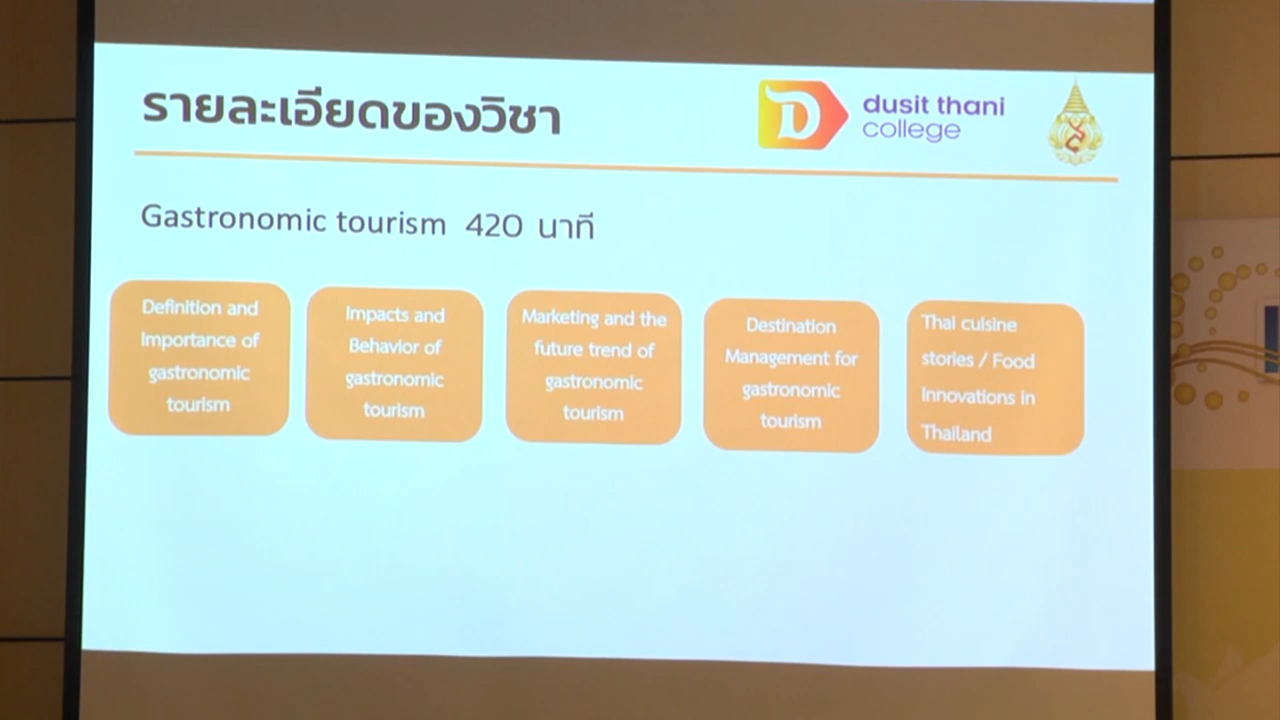 รายละเอียดของวิชา
dusit thani
college
Gastronomic tourism 420 นาที
Definition and
Importance of
gastronomic
tourism
Impacts and
Behavior of
gastronomic
tourism
Marketing and the
future trend of
gastronomic
tourism
Destination
Management for
gastronomic
tourism
Thai cuisine
stories / Food
Innovations in
Thailand